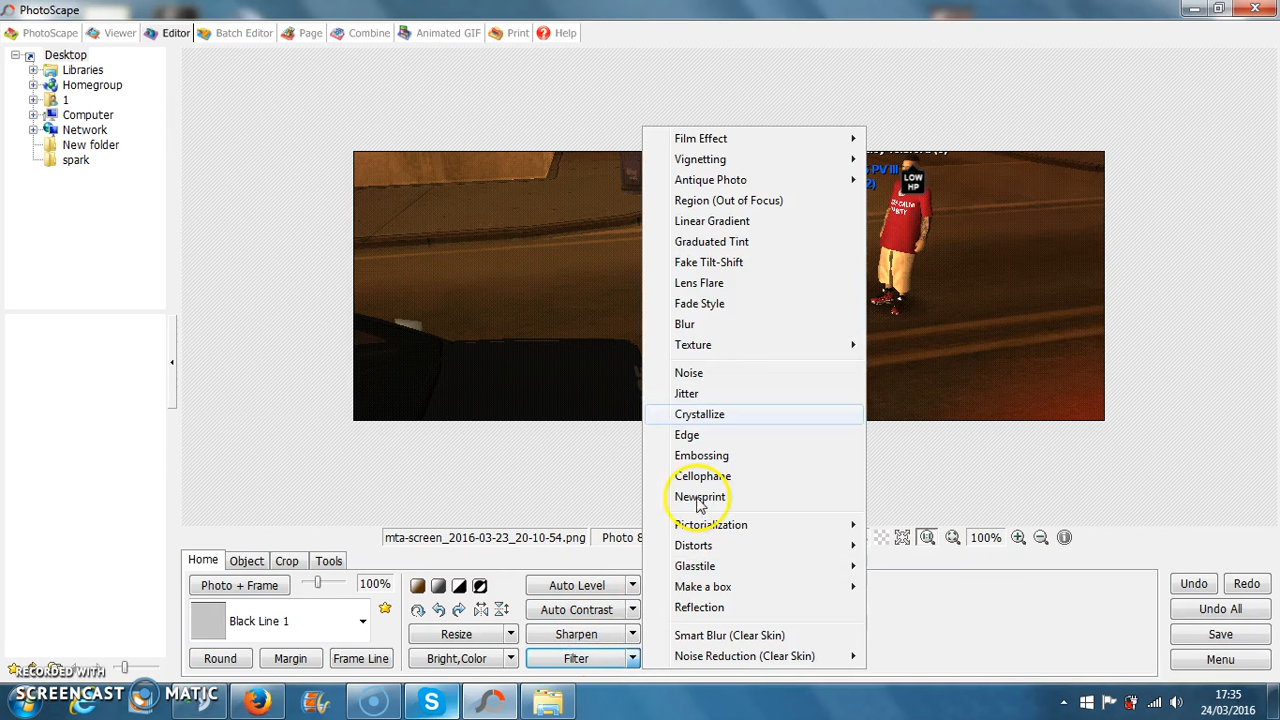 PhotoScape
PhotoScape Viewer Editor Batch Editor Page Combine Animated GIF Print Help
Desktop
Libraries
Homegroup
1
Computer
Network
New folder
spark
PV III
2)
LOW
HP
Film Effect
Vignetting
Antique Photo
Region (Out of Focus)
Linear Gradient
Graduated Tint
Fake Tilt-Shift
Lens Flare
Fade Style
Blur
Texture
Noise
Jitter
Crystallize
Edge
Embossing
Cellophane
Newsprint
Pictorialization
Distorts
Glasstile
Make a box
Reflection
Smart Blur (Clear Skin)
Noise Reduction (Clear Skin)
mta-screen_2016-03-23_20-10-54.png Photo 8 100%
Home Object Crop Tools
Photo + Frame 100% Auto Level Undo Redo
Black Line 1 Auto Contrast Undo All
Resize Sharpen Save
Round Margin Frame Line Bright,Color Filter Menu
RECORDED WITH
SCREENCAST MATIC
17:35
24/03/2016